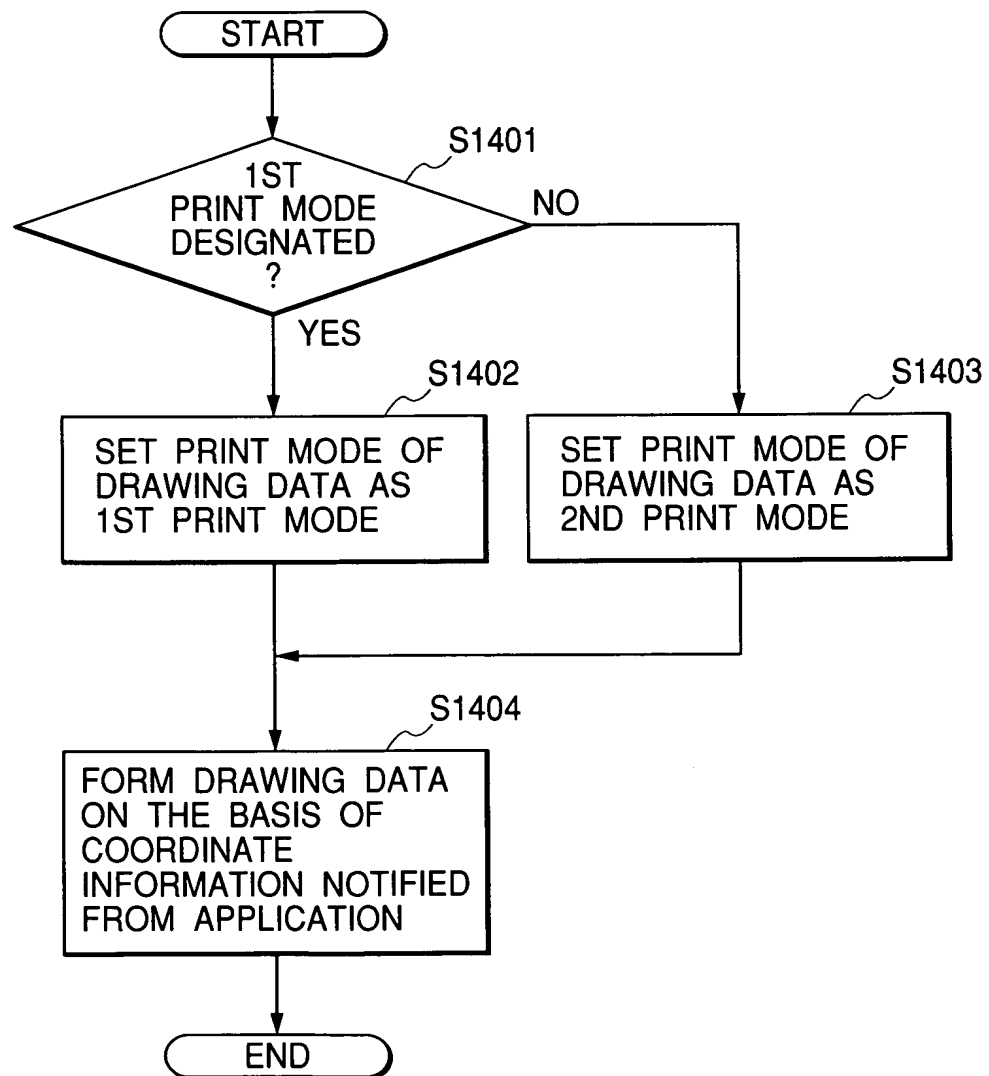 START
S1401
1ST
PRINT MODE
DESIGNATED
?
NO
YES
S1402
SET PRINT MODE OF
DRAWING DATA AS
1ST PRINT MODE
S1403
SET PRINT MODE OF
DRAWING DATA AS
2ND PRINT MODE
S1404
FORM DRAWING DATA
ON THE BASIS OF
COORDINATE
INFORMATION NOTIFIED
FROM APPLICATION
END